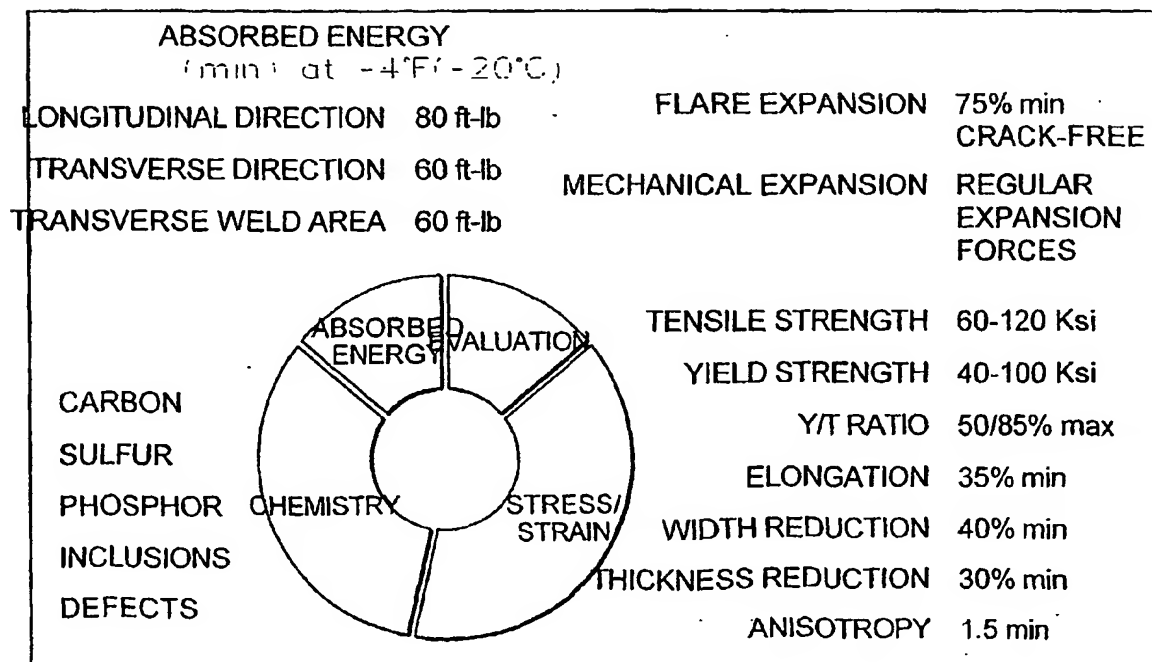 ABSORBED ENERGY
(min) at -4°F(-20°C)
LONGITUDINAL DIRECTION 80 ft-lb
TRANSVERSE DIRECTION 60 ft-lb
TRANSVERSE WELD AREA 60 ft-lb
FLARE EXPANSION 75% min
CRACK-FREE
MECHANICAL EXPANSION REGULAR
EXPANSION
FORCES
ABSORBED
ENERGY
EVALUATION
CHEMISTRY
STRESS/
STRAIN
CARBON
SULFUR
PHOSPHOR
INCLUSIONS
DEFECTS
TENSILE STRENGTH 60-120 Ksi
YIELD STRENGTH 40-100 Ksi
Y/T RATIO 50/85% max
ELONGATION 35% min
WIDTH REDUCTION 40% min
THICKNESS REDUCTION 30% min
ANISOTROPY 1.5 min